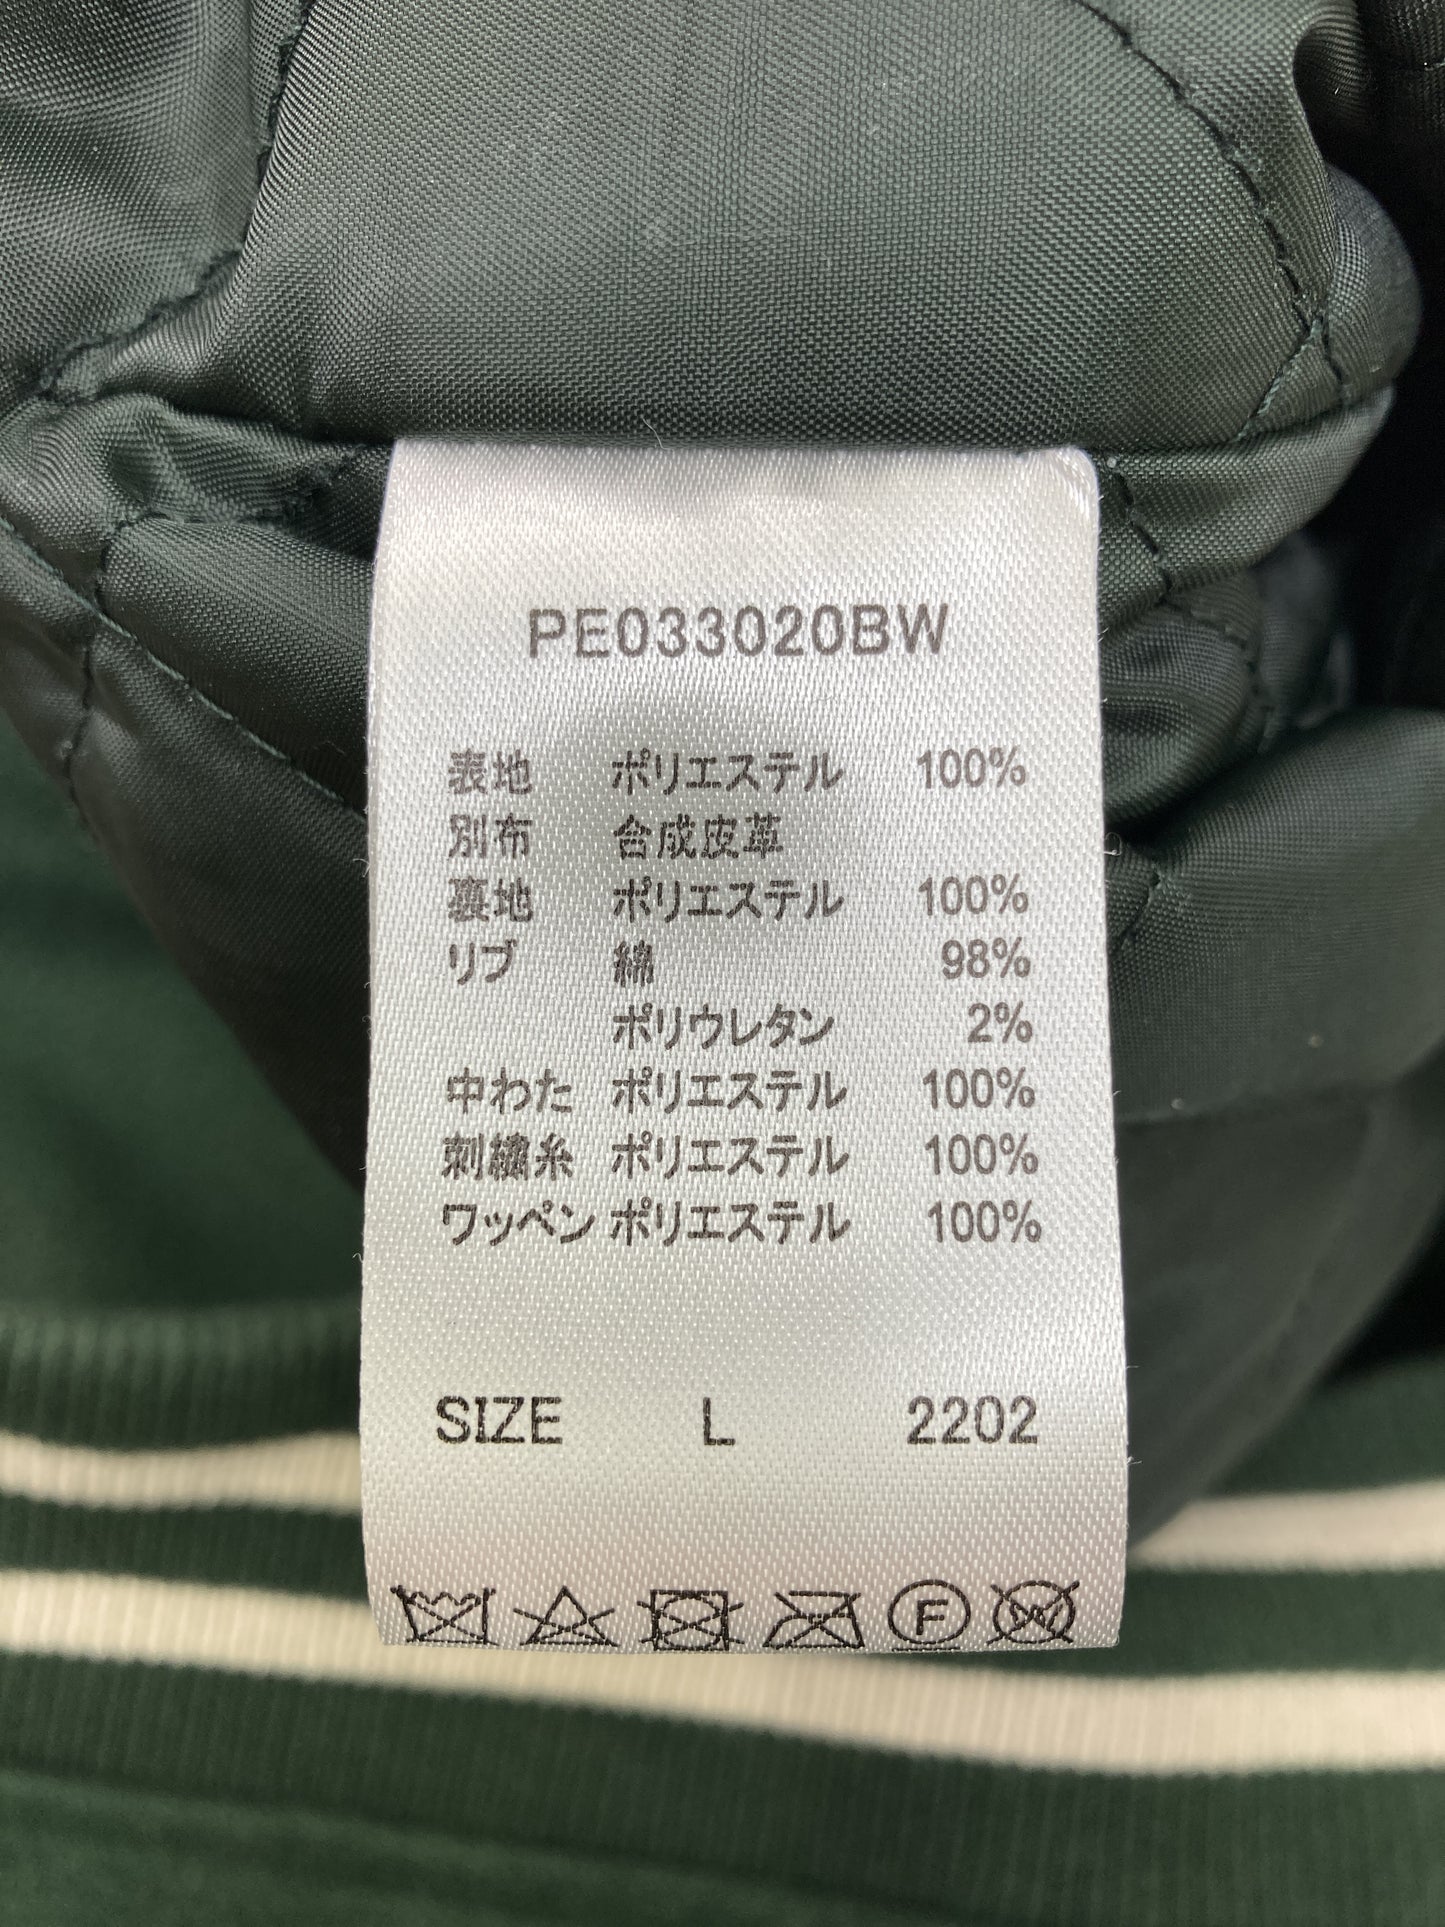 PE033020BW
表地 ポリエステル 100%
別布 合成皮革
裏地 ポリエステル 100%
リブ 綿 98%
ポリウレタン 2%
中わた ポリエステル 100%
刺繍糸 ポリエステル 100%
ワッペン ポリエステル 100%
SIZE L 2202
F W